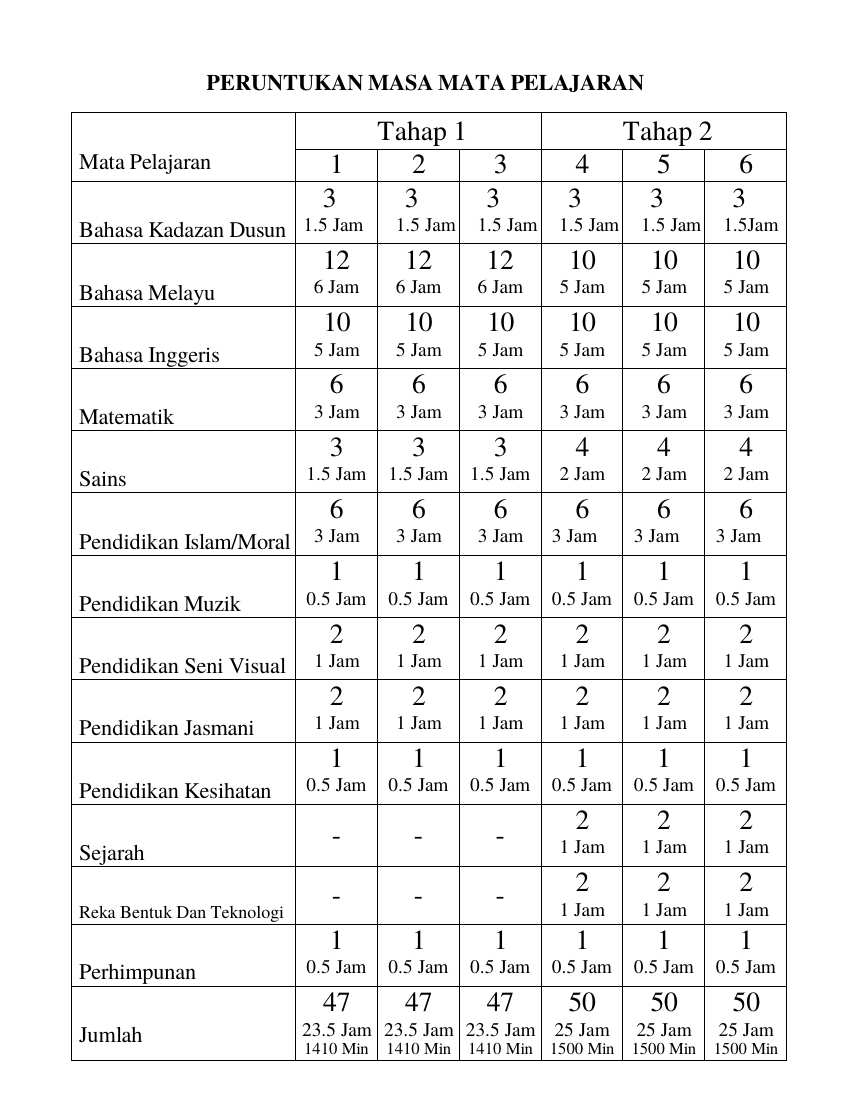 PERUNTUKAN MASA MATA PELAJARAN
Mata Pelajaran Tahap 1 Tahap 2
1 2 3 4 5 6
Bahasa Kadazan Dusun 3 3 3 3 3 3
1.5 Jam 1.5 Jam 1.5 Jam 1.5 Jam 1.5 Jam 1.5Jam
Bahasa Melayu 12 12 12 10 10 10
6 Jam 6 Jam 6 Jam 5 Jam 5 Jam 5 Jam
Bahasa Inggeris 10 10 10 10 10 10
5 Jam 5 Jam 5 Jam 5 Jam 5 Jam 5 Jam
Matematik 6 6 6 6 6 6
3 Jam 3 Jam 3 Jam 3 Jam 3 Jam 3 Jam
Sains 3 3 3 4 4 4
1.5 Jam 1.5 Jam 1.5 Jam 2 Jam 2 Jam 2 Jam
Pendidikan Islam/Moral 6 6 6 6 6 6
3 Jam 3 Jam 3 Jam 3 Jam 3 Jam 3 Jam
Pendidikan Muzik 1 1 1 1 1 1
0.5 Jam 0.5 Jam 0.5 Jam 0.5 Jam 0.5 Jam 0.5 Jam
Pendidikan Seni Visual 2 2 2 2 2 2
1 Jam 1 Jam 1 Jam 1 Jam 1 Jam 1 Jam
Pendidikan Jasmani 2 2 2 2 2 2
1 Jam 1 Jam 1 Jam 1 Jam 1 Jam 1 Jam
Pendidikan Kesihatan 1 1 1 1 1 1
0.5 Jam 0.5 Jam 0.5 Jam 0.5 Jam 0.5 Jam 0.5 Jam
Sejarah - - - 2 2 2
1 Jam 1 Jam 1 Jam
Reka Bentuk Dan Teknologi - - - 2 2 2
1 Jam 1 Jam 1 Jam
Perhimpunan 1 1 1 1 1 1
0.5 Jam 0.5 Jam 0.5 Jam 0.5 Jam 0.5 Jam 0.5 Jam
Jumlah 47 47 47 50 50 50
23.5 Jam 23.5 Jam 23.5 Jam 25 Jam 25 Jam 25 Jam
1410 Min 1410 Min 1410 Min 1500 Min 1500 Min 1500 Min